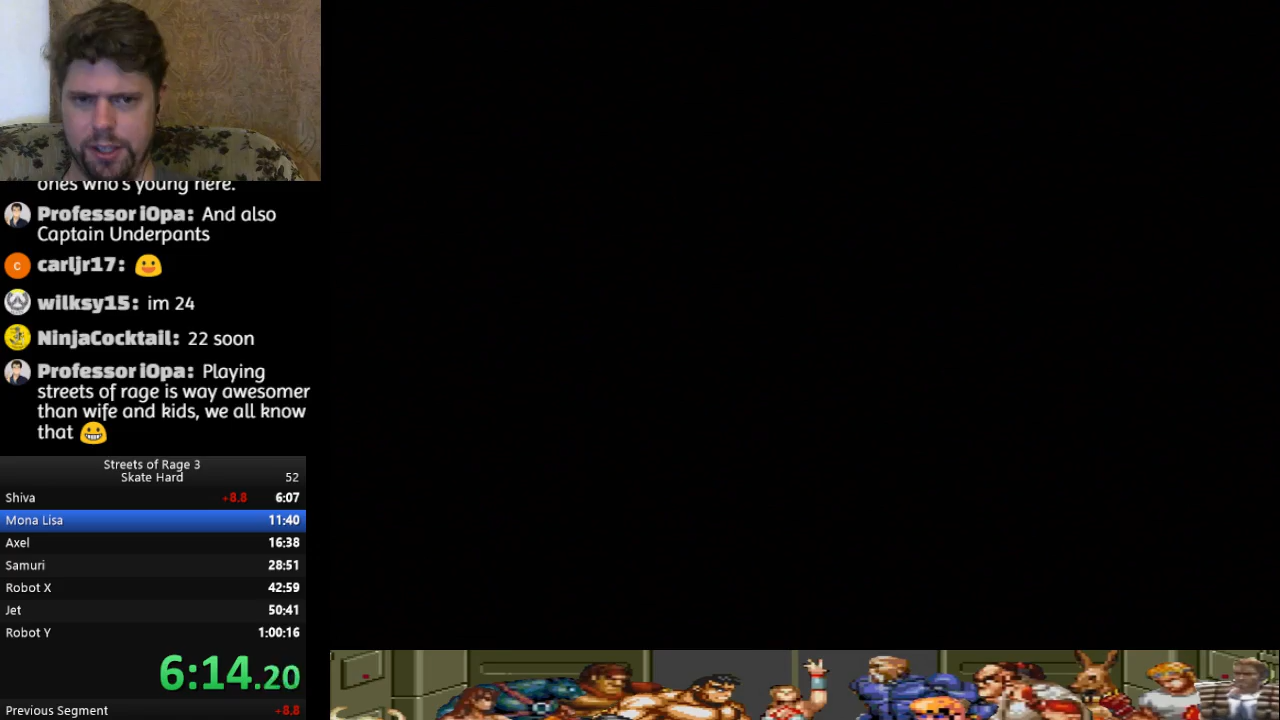 ones who's young here.
Professor iOpa: And also
Captain Underpants
carljr17: 😃
wilksy15: im 24
NinjaCocktail: 22 soon
Professor iOpa: Playing
streets of rage is way awesomer
than wife and kids, we all know
that 😁
Streets of Rage 3
Skate Hard 52
Shiva +8.8 6:07
Mona Lisa 11:40
Axel 16:38
Samuri 28:51
Robot X 42:59
Jet 50:41
Robot Y 1:00:16
6:14.20
Previous Segment +8.8